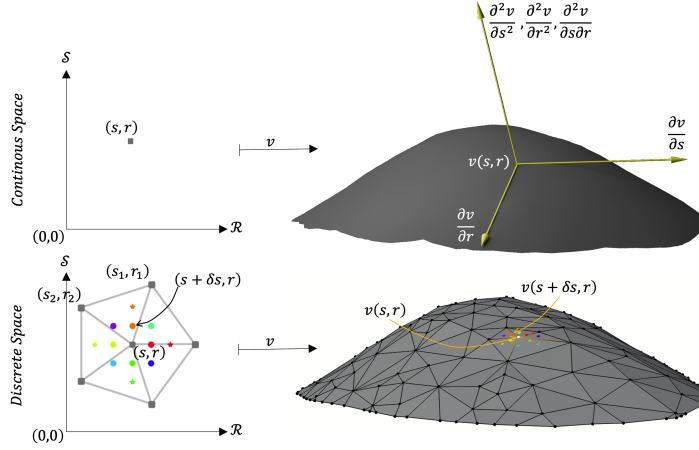 𝒮
(s, r)
Continous Space
v
(0,0)
ℛ
∂²v/∂s², ∂²v/∂r², ∂²v/∂s∂r
∂v/∂s
v(s, r)
∂v/∂r
𝒮
(s₁, r₁)
(s₂, r₂)
(s + δs, r)
(s, r)
Discrete Space
v
(0,0)
ℛ
v(s + δs, r)
v(s, r)